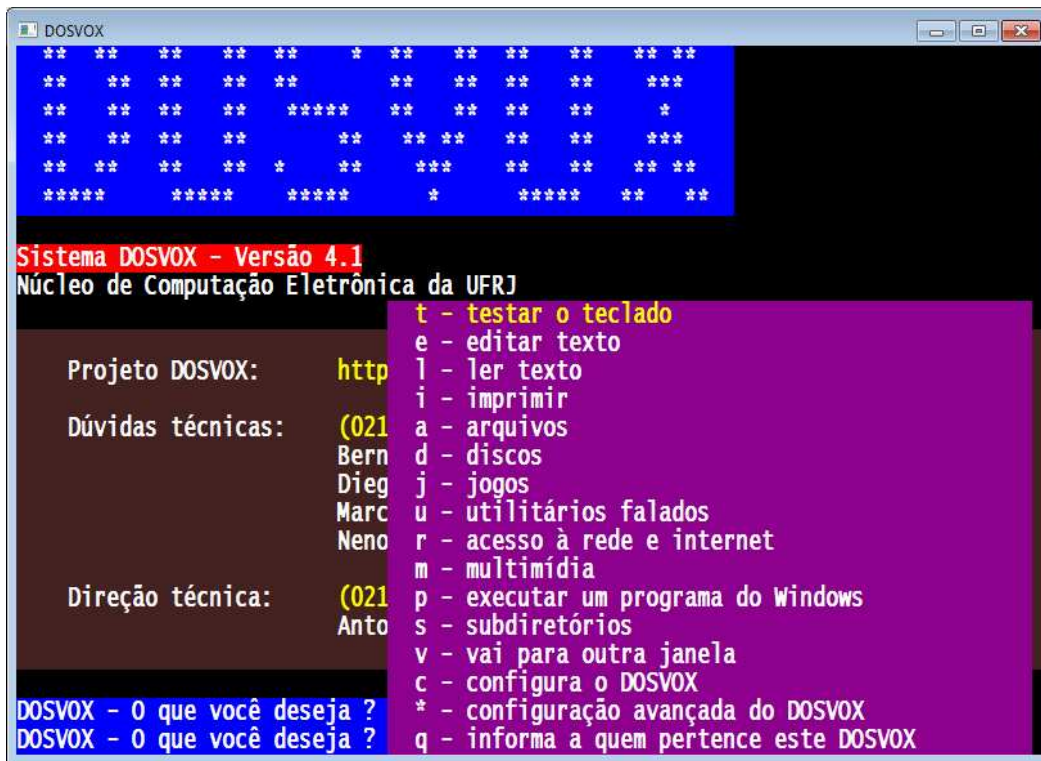 DOSVOX
Sistema DOSVOX - Versão 4.1
Núcleo de Computação Eletrônica da UFRJ
Projeto DOSVOX: http
Dúvidas técnicas: (021
Bern
Dieg
Marc
Neno
Direção técnica: (021
Anto
DOSVOX - O que você deseja ?
DOSVOX - O que você deseja ?
t - testar o teclado
e - editar texto
l - ler texto
i - imprimir
a - arquivos
d - discos
j - jogos
u - utilitários falados
r - acesso à rede e internet
m - multimídia
p - executar um programa do Windows
s - subdiretórios
v - vai para outra janela
c - configura o DOSVOX
* - configuração avançada do DOSVOX
q - informa a quem pertence este DOSVOX